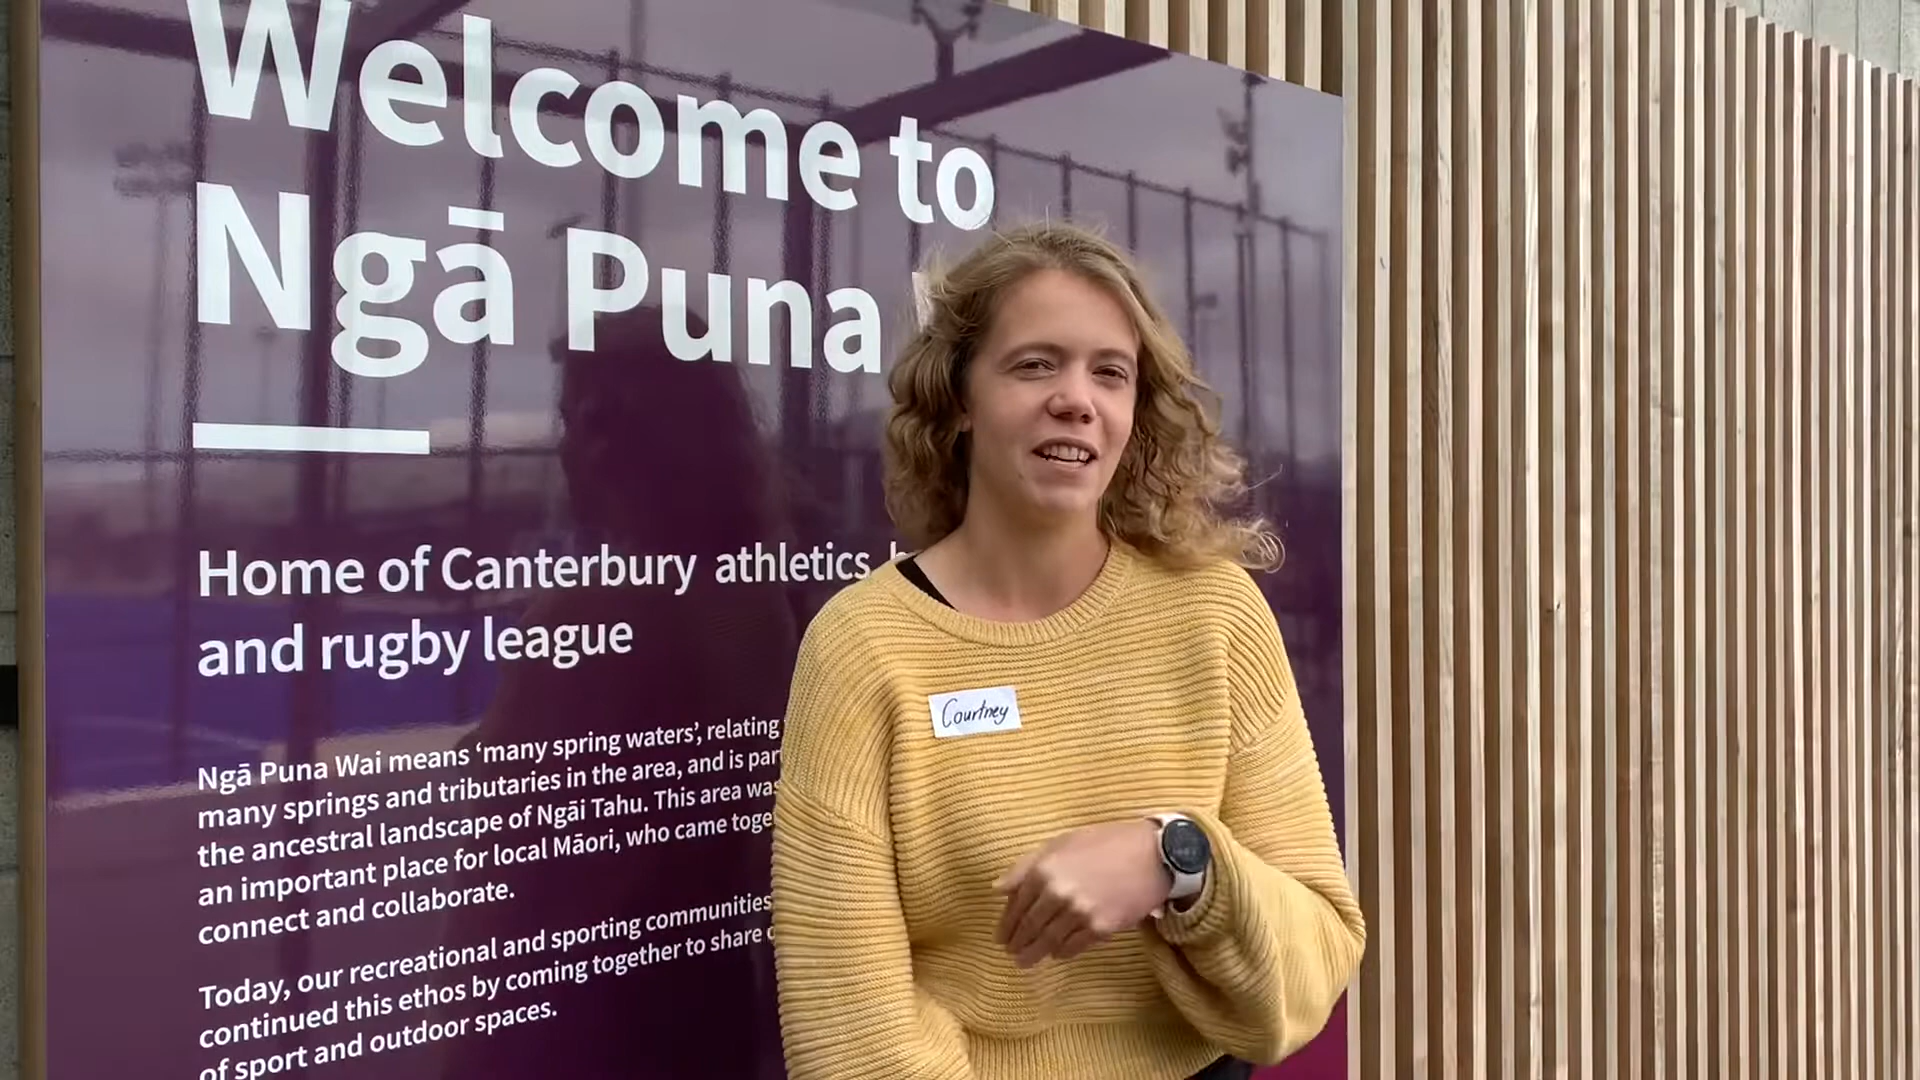 Welcome to
Ngā Puna
Home of Canterbury athletics
and rugby league
Ngā Puna Wai means ‘many spring waters’, relating
many springs and tributaries in the area, and is par
the ancestral landscape of Ngāi Tahu. This area was
an important place for local Māori, who came toge
connect and collaborate.
Today, our recreational and sporting communities
continued this ethos by coming together to share
of sport and outdoor spaces.
Courtney